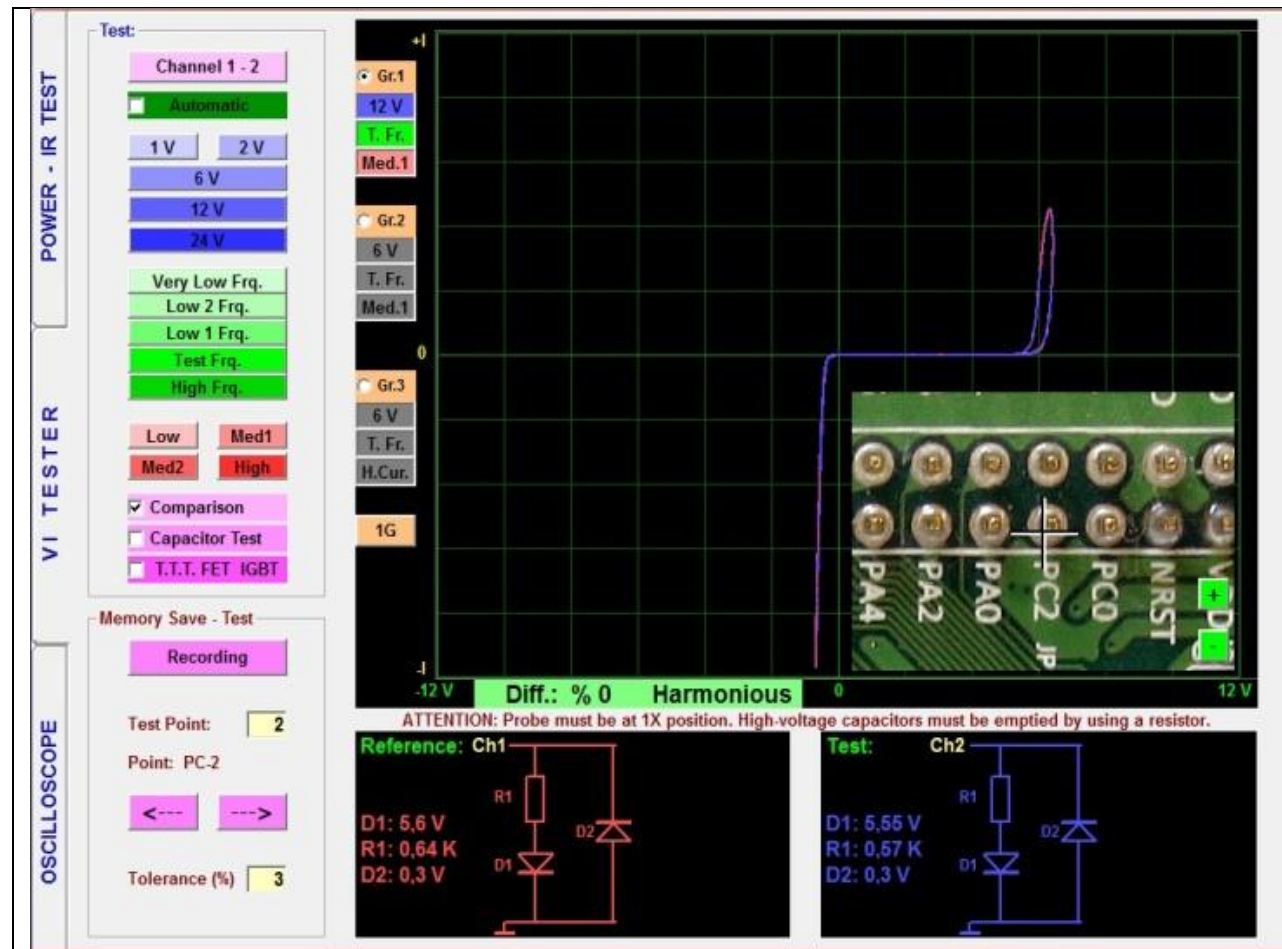 POWER - IR TEST
VI TESTER
OSCILLOSCOPE
Test:
Channel 1 - 2
Automatic
1 V
2 V
6 V
12 V
24 V
Very Low Frq.
Low 2 Frq.
Low 1 Frq.
Test Frq.
High Frq.
Low
Med1
Med2
High
Comparison
Capacitor Test
T.T.T. FET IGBT
Memory Save - Test
Recording
Test Point: 2
Point: PC-2
<---
--->
Tolerance (%) 3
+I
Gr.1
12 V
T. Fr.
Med.1
Gr.2
6 V
T. Fr.
Med.1
0
Gr.3
6 V
T. Fr.
H.Cur.
1G
-I
PA4
PA2
PA0
PC2
JP
PC0
NRST
+
-
-12 V
Diff.: % 0 Harmonious
0
12 V
ATTENTION: Probe must be at 1X position. High-voltage capacitors must be emptied by using a resistor.
Reference: Ch1
R1
D2
D1
D1: 5,6 V
R1: 0,64 K
D2: 0,3 V
Test: Ch2
R1
D2
D1
D1: 5,55 V
R1: 0,57 K
D2: 0,3 V